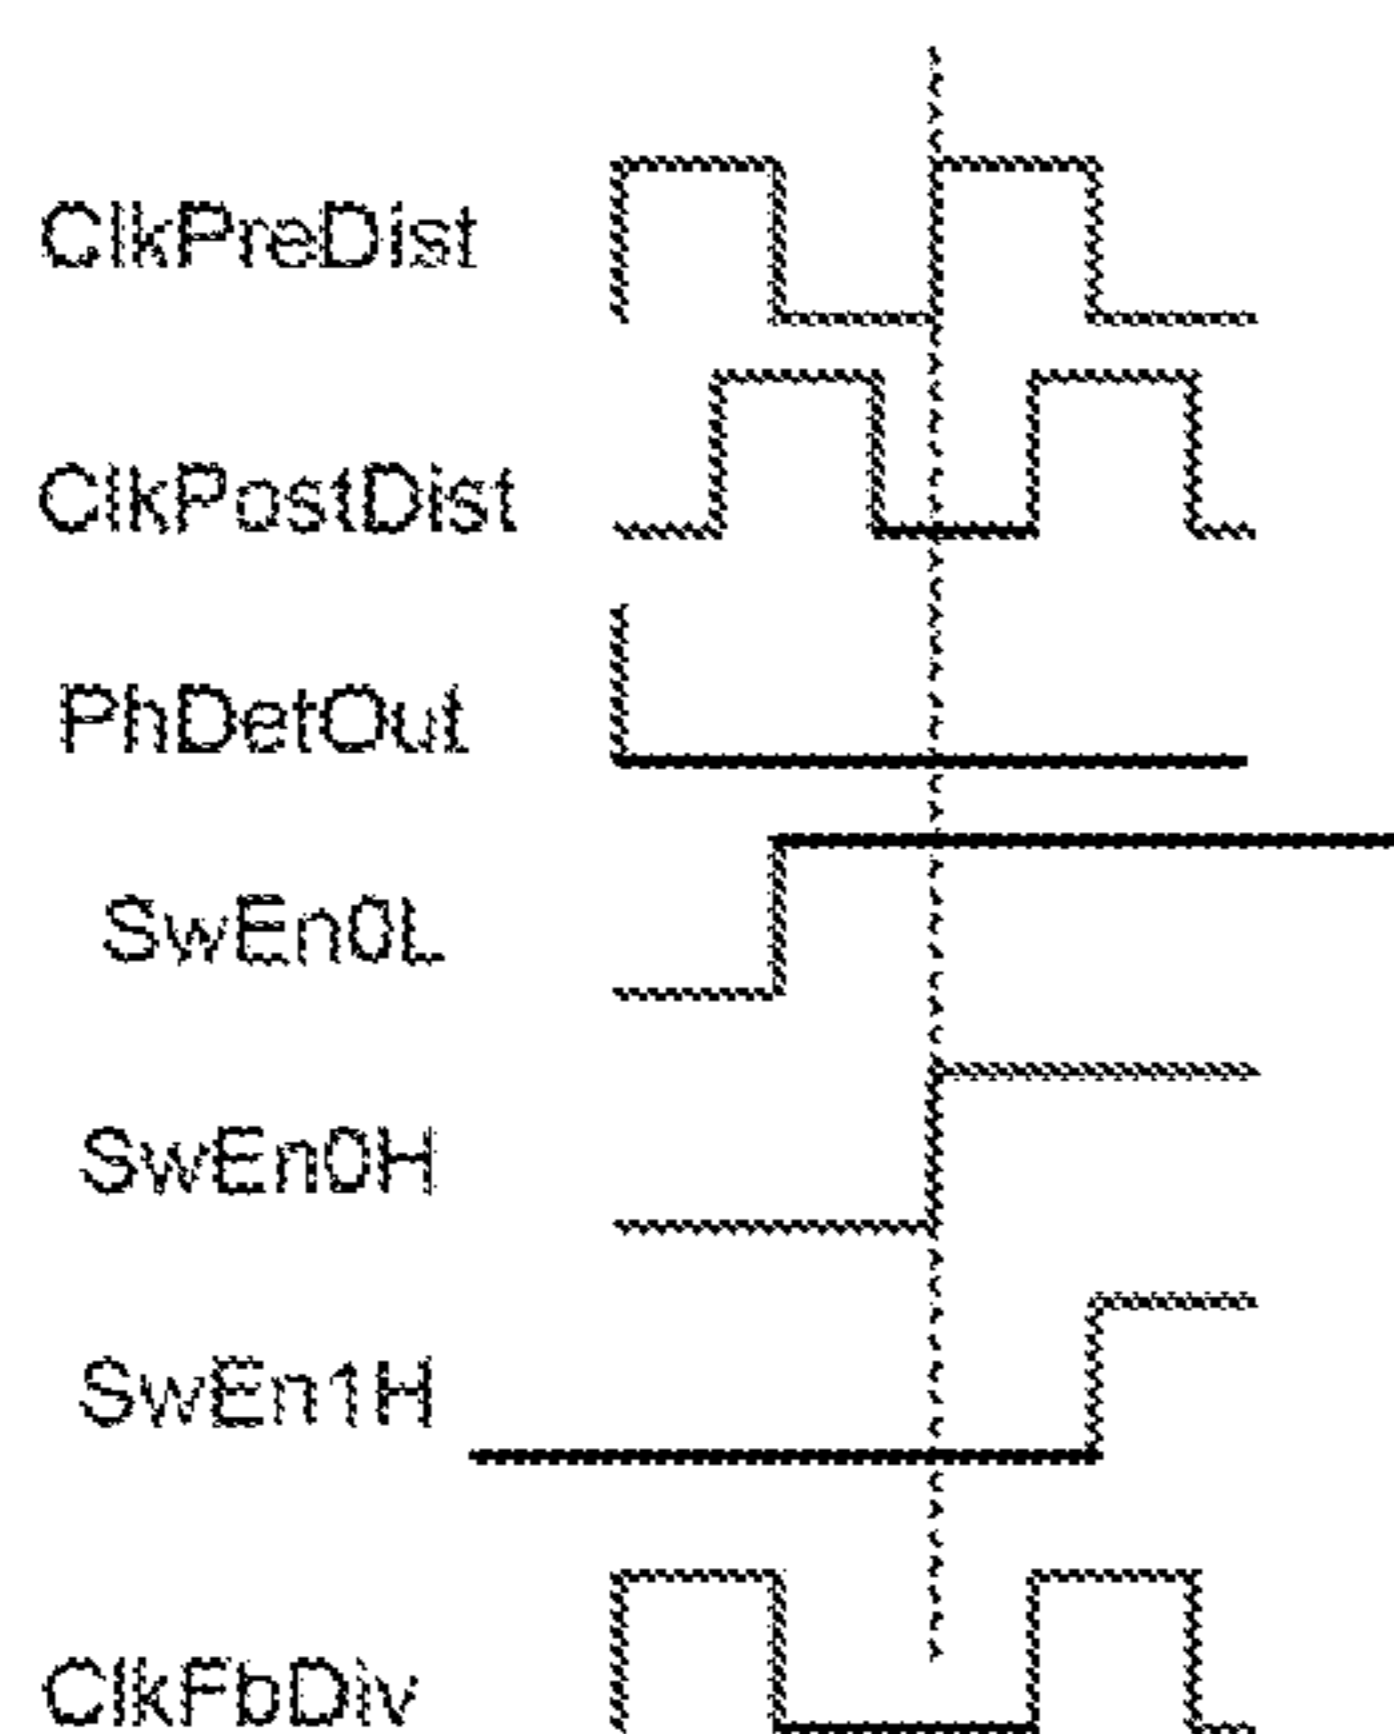 ClkPreDist
ClkPostDist
PhDetOut
SwEn0L
SwEn0H
SwEn1H
ClkFbDiv